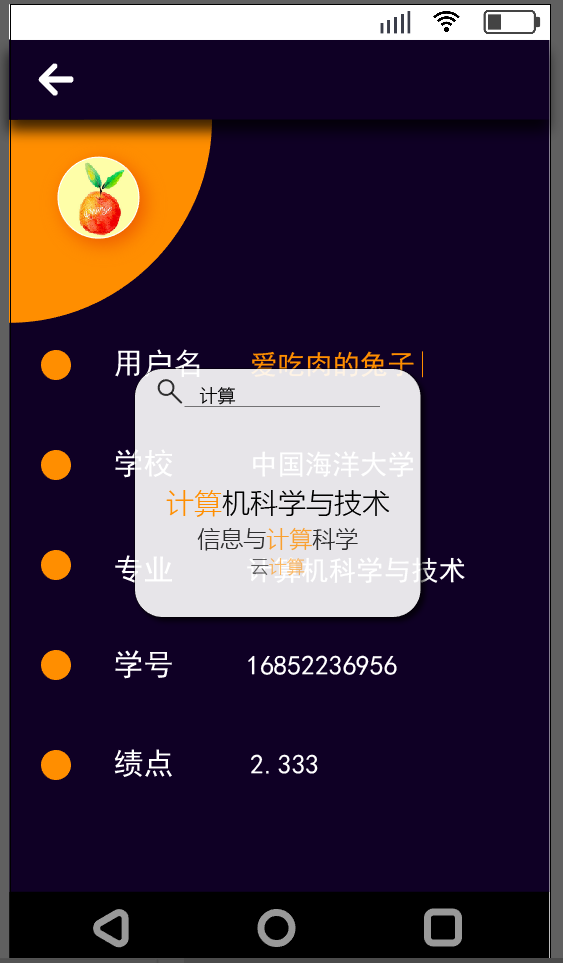 用户名 爱吃肉的兔子
计算
学校 中国海洋大学
计算机科学与技术
信息与计算科学
云计算
专业 计算机科学与技术
学号 16852236956
绩点 2.333